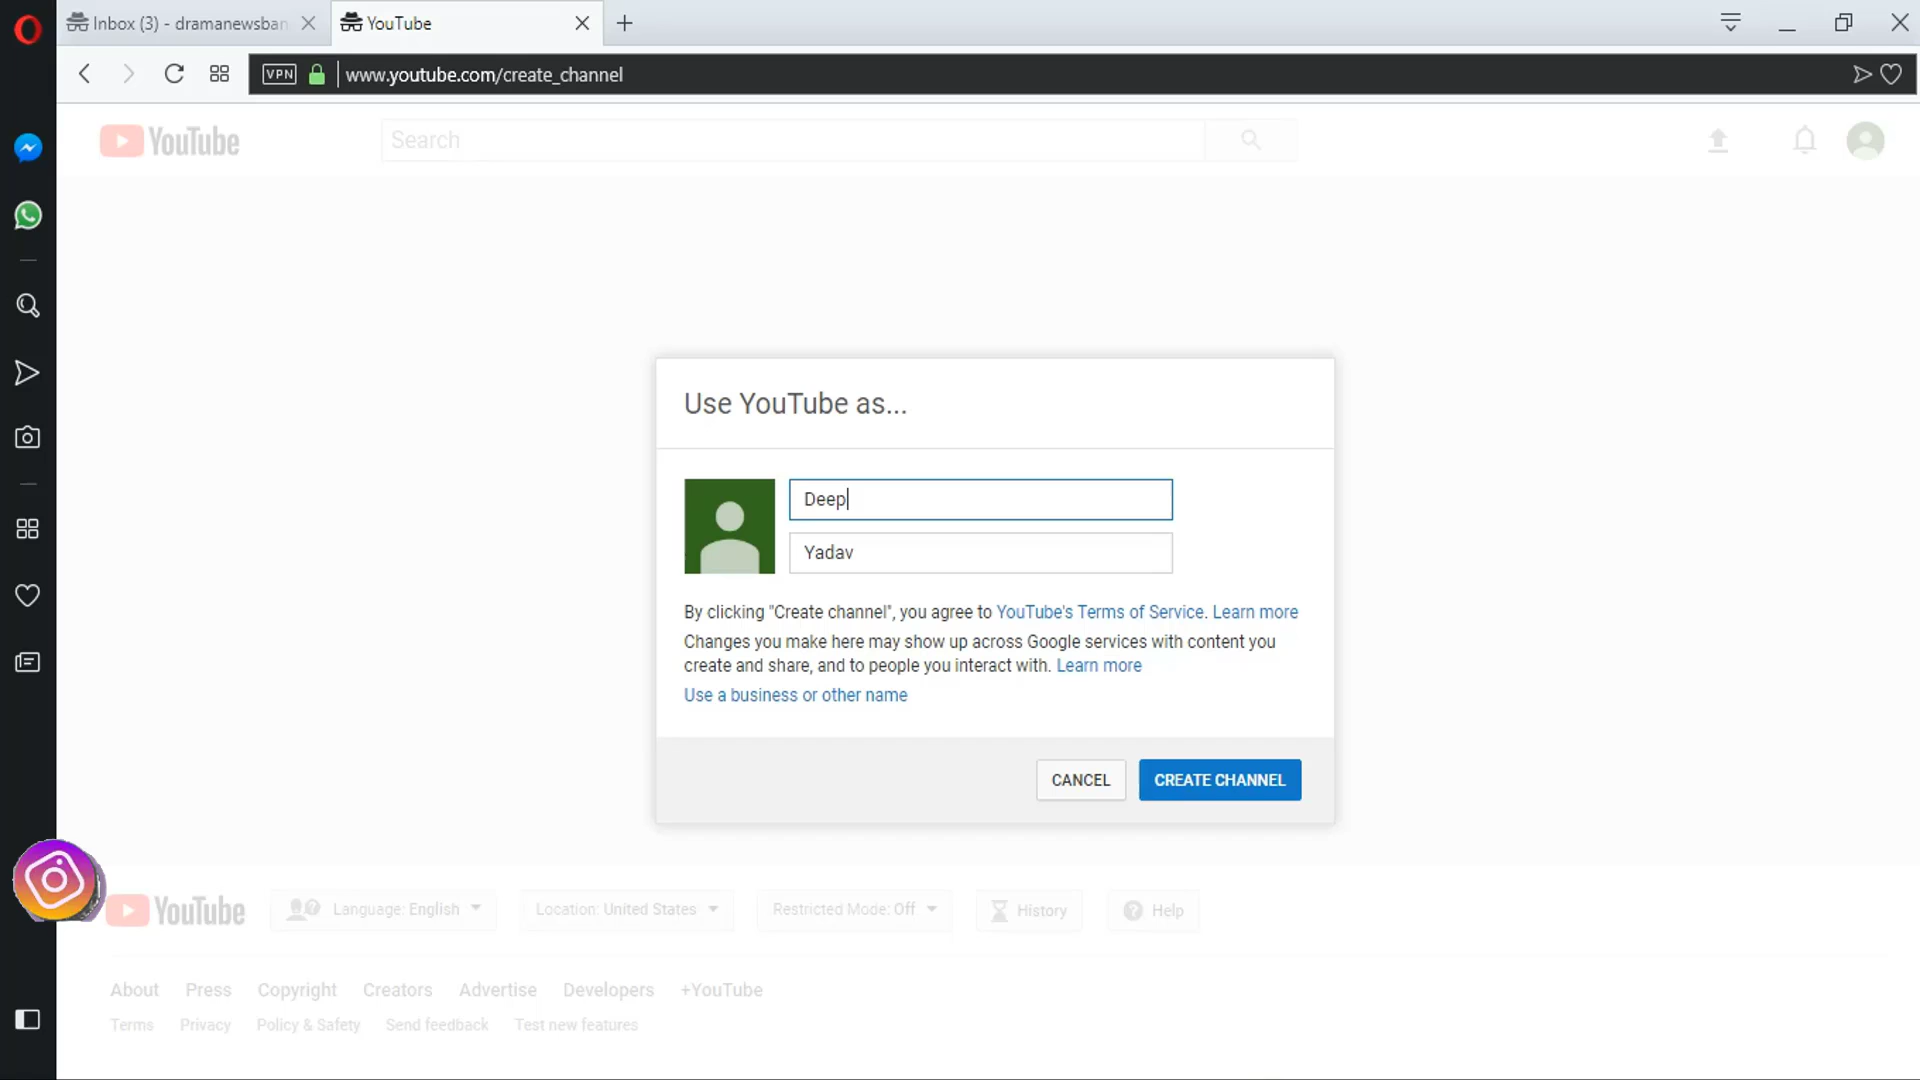 Inbox (3) - dramanewsban
YouTube
VPN
www.youtube.com/create_channel
YouTube
Search
Use YouTube as...
Deep
Yadav
By clicking "Create channel", you agree to YouTube's Terms of Service. Learn more
Changes you make here may show up across Google services with content you
create and share, and to people you interact with. Learn more
Use a business or other name
CANCEL
CREATE CHANNEL
YouTube
Language: English
Location: United States
Restricted Mode: Off
History
Help
About Press Copyright Creators Advertise Developers +YouTube
Terms Privacy Policy & Safety Send feedback Test new features